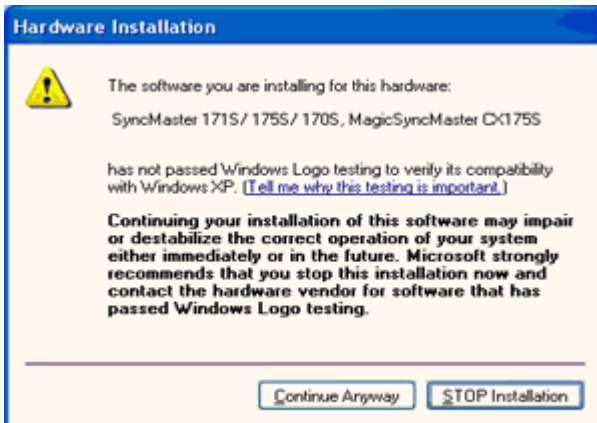 Hardware Installation
The software you are installing for this hardware:
SyncMaster 171S/ 175S/ 170S, MagicSyncMaster CX175S
has not passed Windows Logo testing to verify its compatibility
with Windows XP. (Tell me why this testing is important.)
Continuing your installation of this software may impair
or destabilize the correct operation of your system
either immediately or in the future. Microsoft strongly
recommends that you stop this installation now and
contact the hardware vendor for software that has
passed Windows Logo testing.
Continue Anyway
STOP Installation